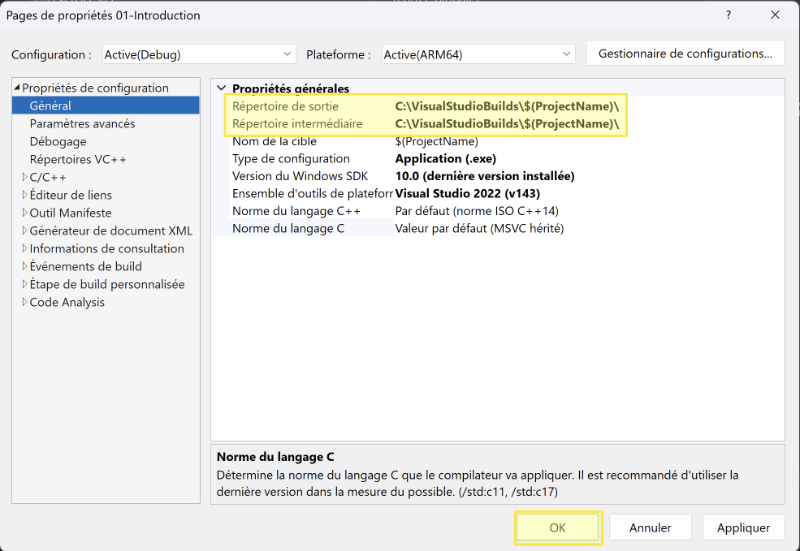 Pages de propriétés 01-Introduction
Configuration : Active(Debug) Plateforme : Active(ARM64) Gestionnaire de configurations...
Propriétés de configuration
Général
Paramètres avancés
Débogage
Répertoires VC++
C/C++
Éditeur de liens
Outil Manifeste
Générateur de document XML
Informations de consultation
Événements de build
Étape de build personnalisée
Code Analysis
Propriétés générales
Répertoire de sortie C:\VisualStudioBuilds\$(ProjectName)\
Répertoire intermédiaire C:\VisualStudioBuilds\$(ProjectName)\
Nom de la cible $(ProjectName)
Type de configuration Application (.exe)
Version du Windows SDK 10.0 (dernière version installée)
Ensemble d'outils de plateforr Visual Studio 2022 (v143)
Norme du langage C++ Par défaut (norme ISO C++14)
Norme du langage C Valeur par défaut (MSVC hérité)
Norme du langage C
Détermine la norme du langage C que le compilateur va appliquer. Il est recommandé d'utiliser la
dernière version dans la mesure du possible. (/std:c11, /std:c17)
OK Annuler Appliquer